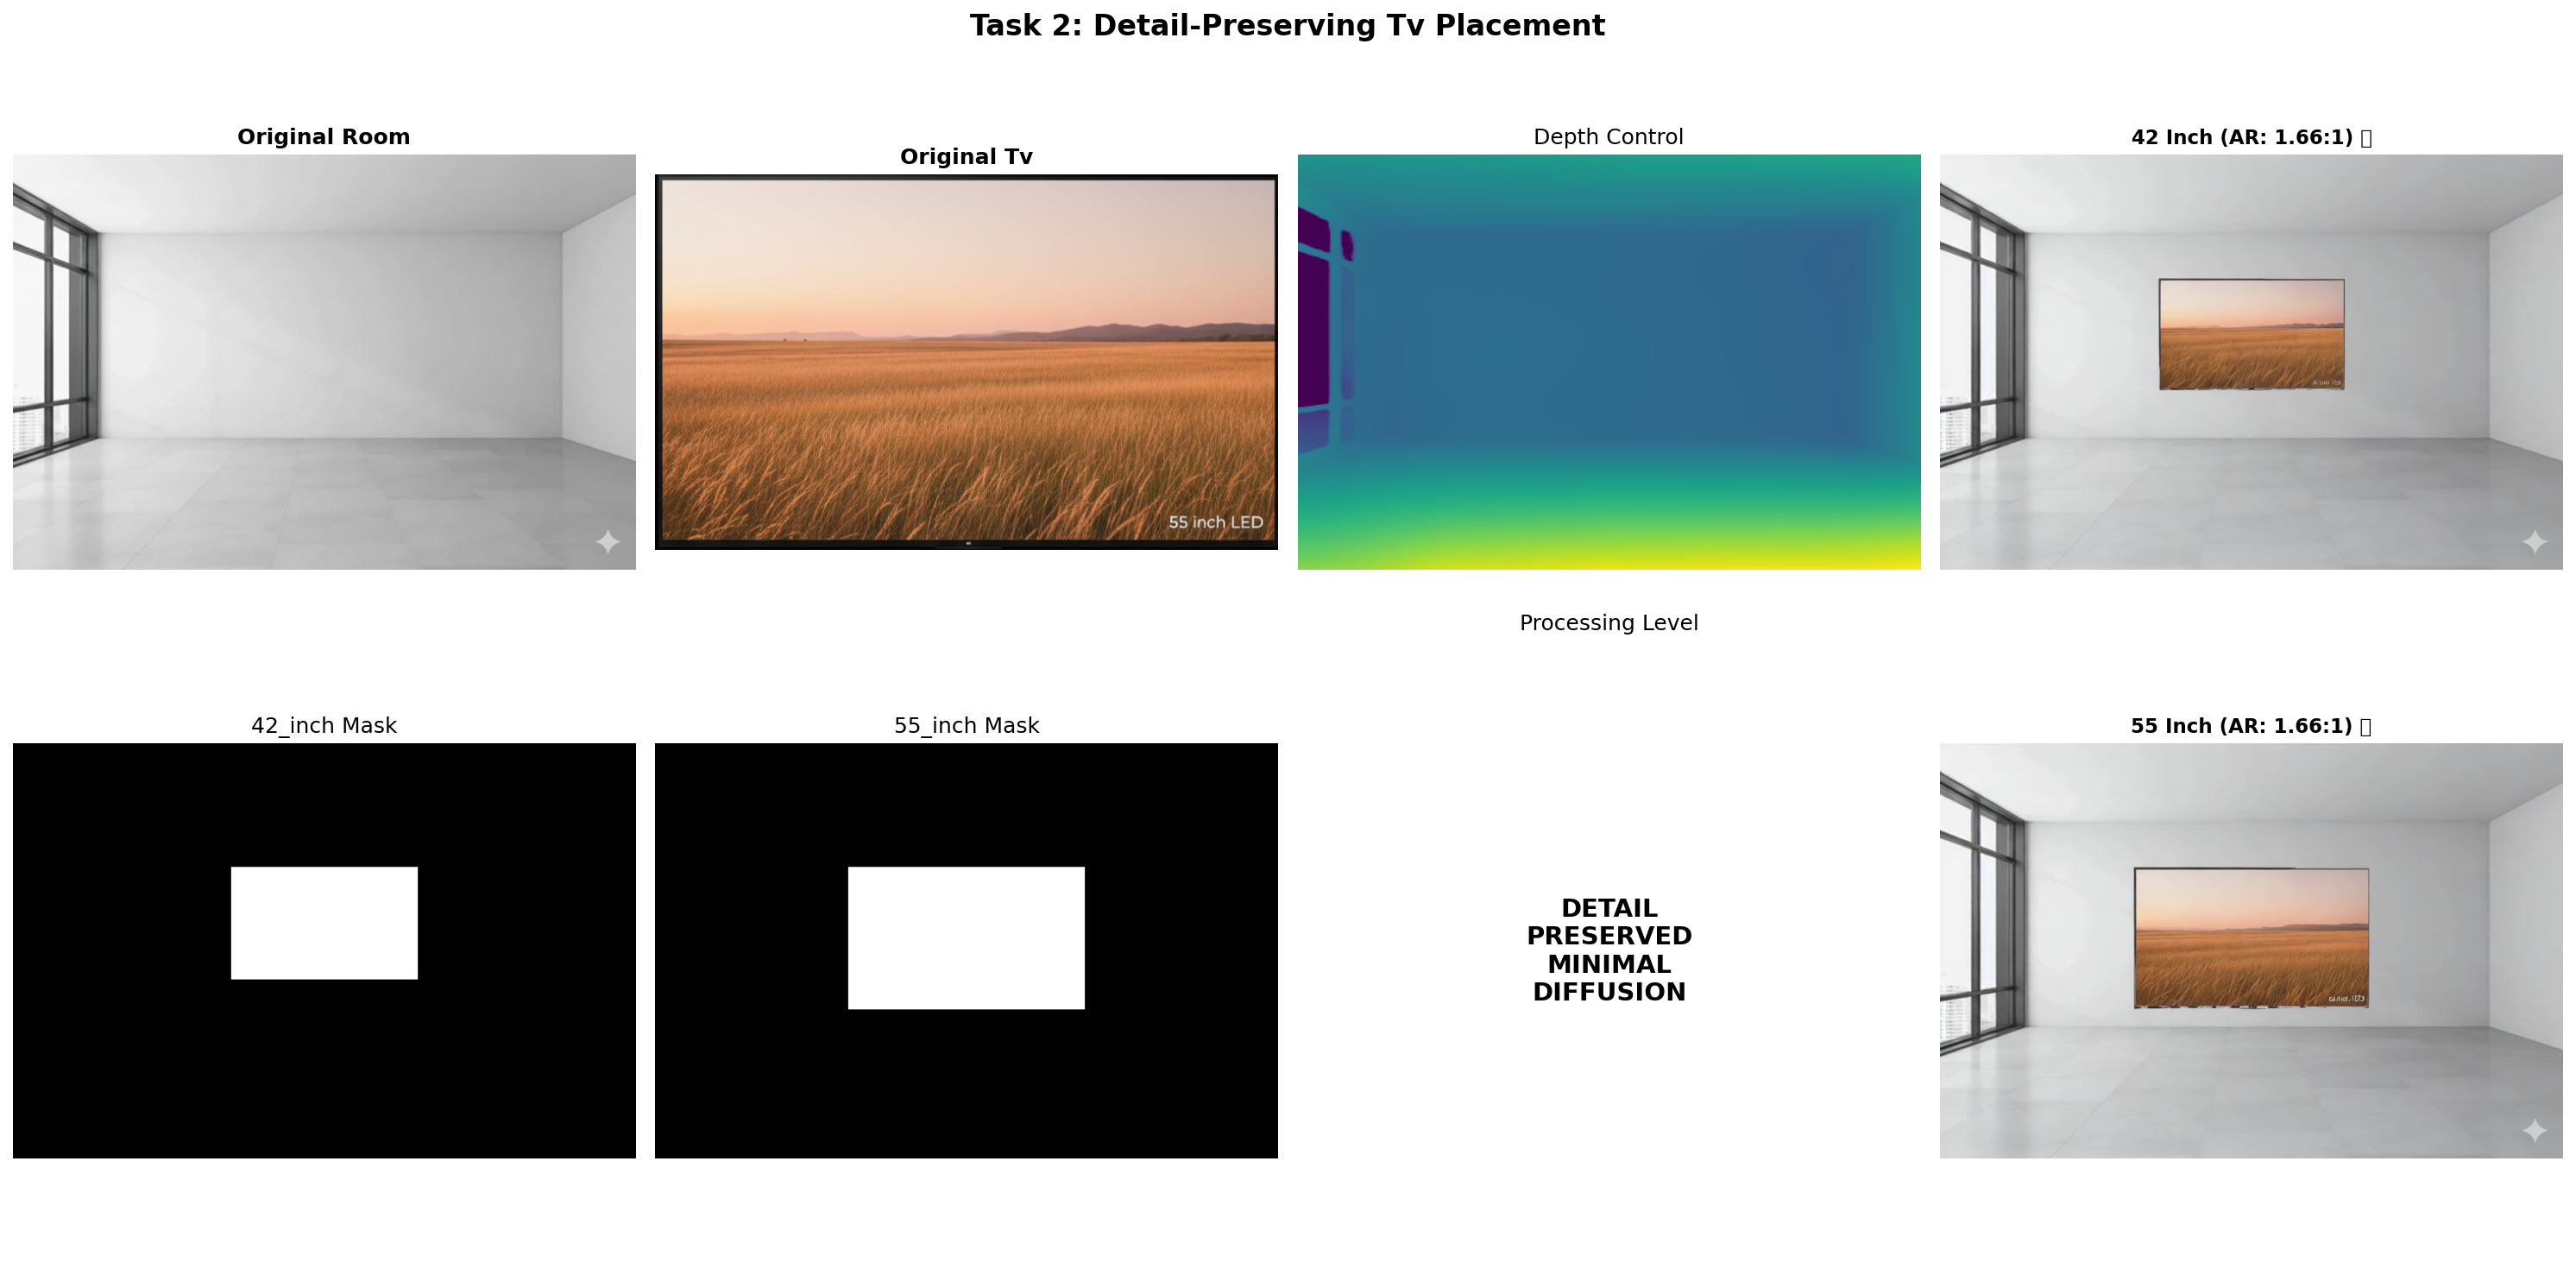 Task 2: Detail-Preserving Tv Placement
Original Room
Original Tv
Depth Control
42 Inch (AR: 1.66:1)
55 inch LED
Processing Level
42_inch Mask
55_inch Mask
DETAIL
PRESERVED
MINIMAL
DIFFUSION
55 Inch (AR: 1.66:1)